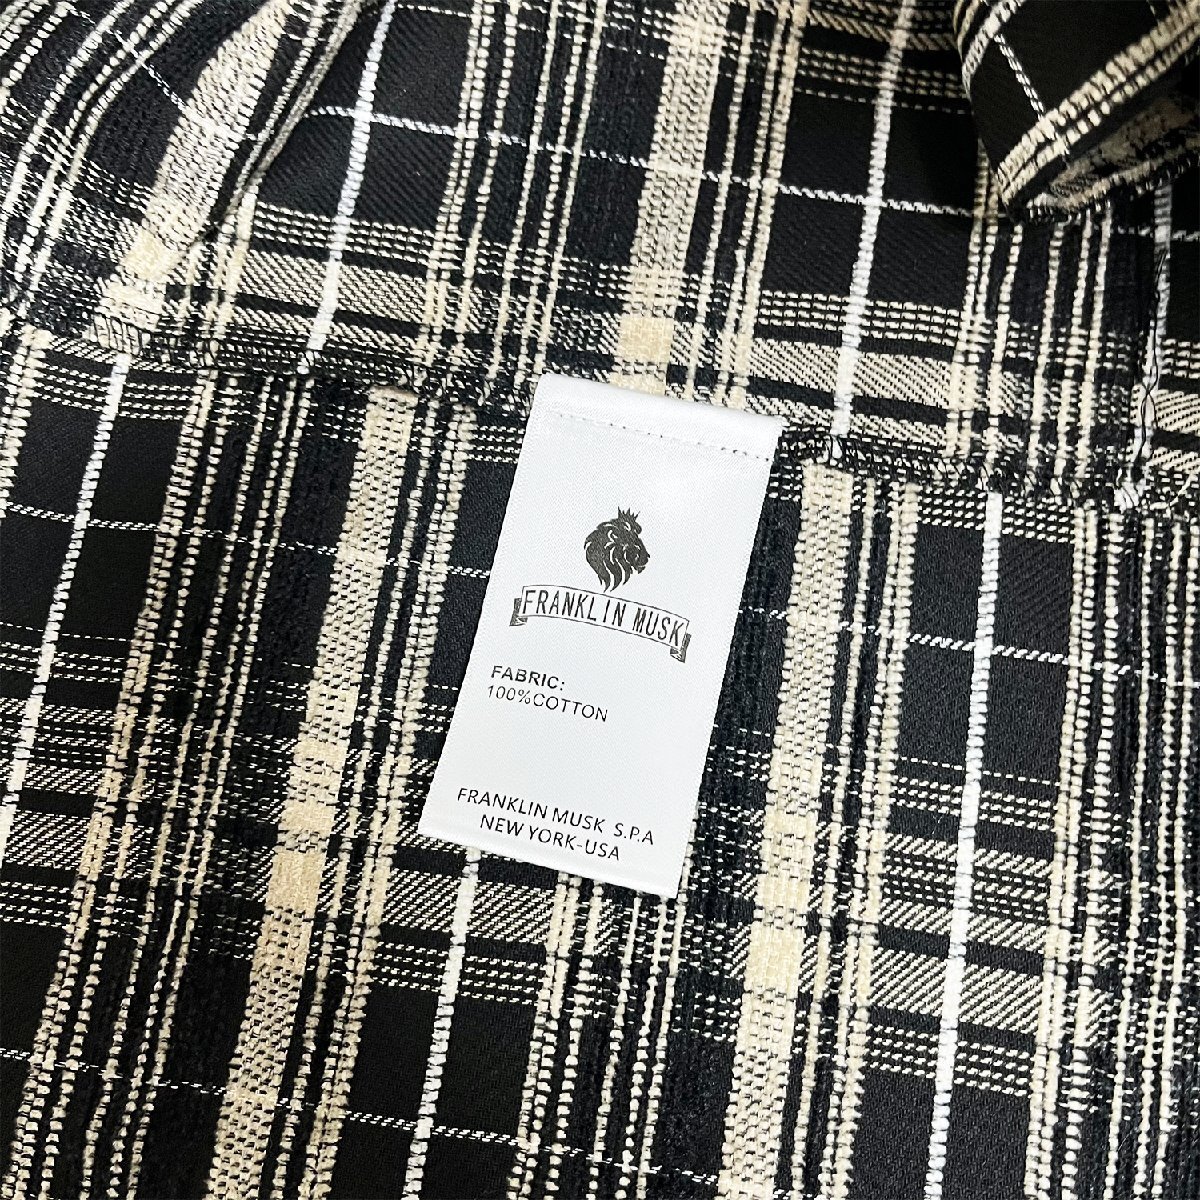 FRANKLIN MUSK
FABRIC:
100%COTTON
FRANKLIN MUSK S.P.A
NEW YORK-USA